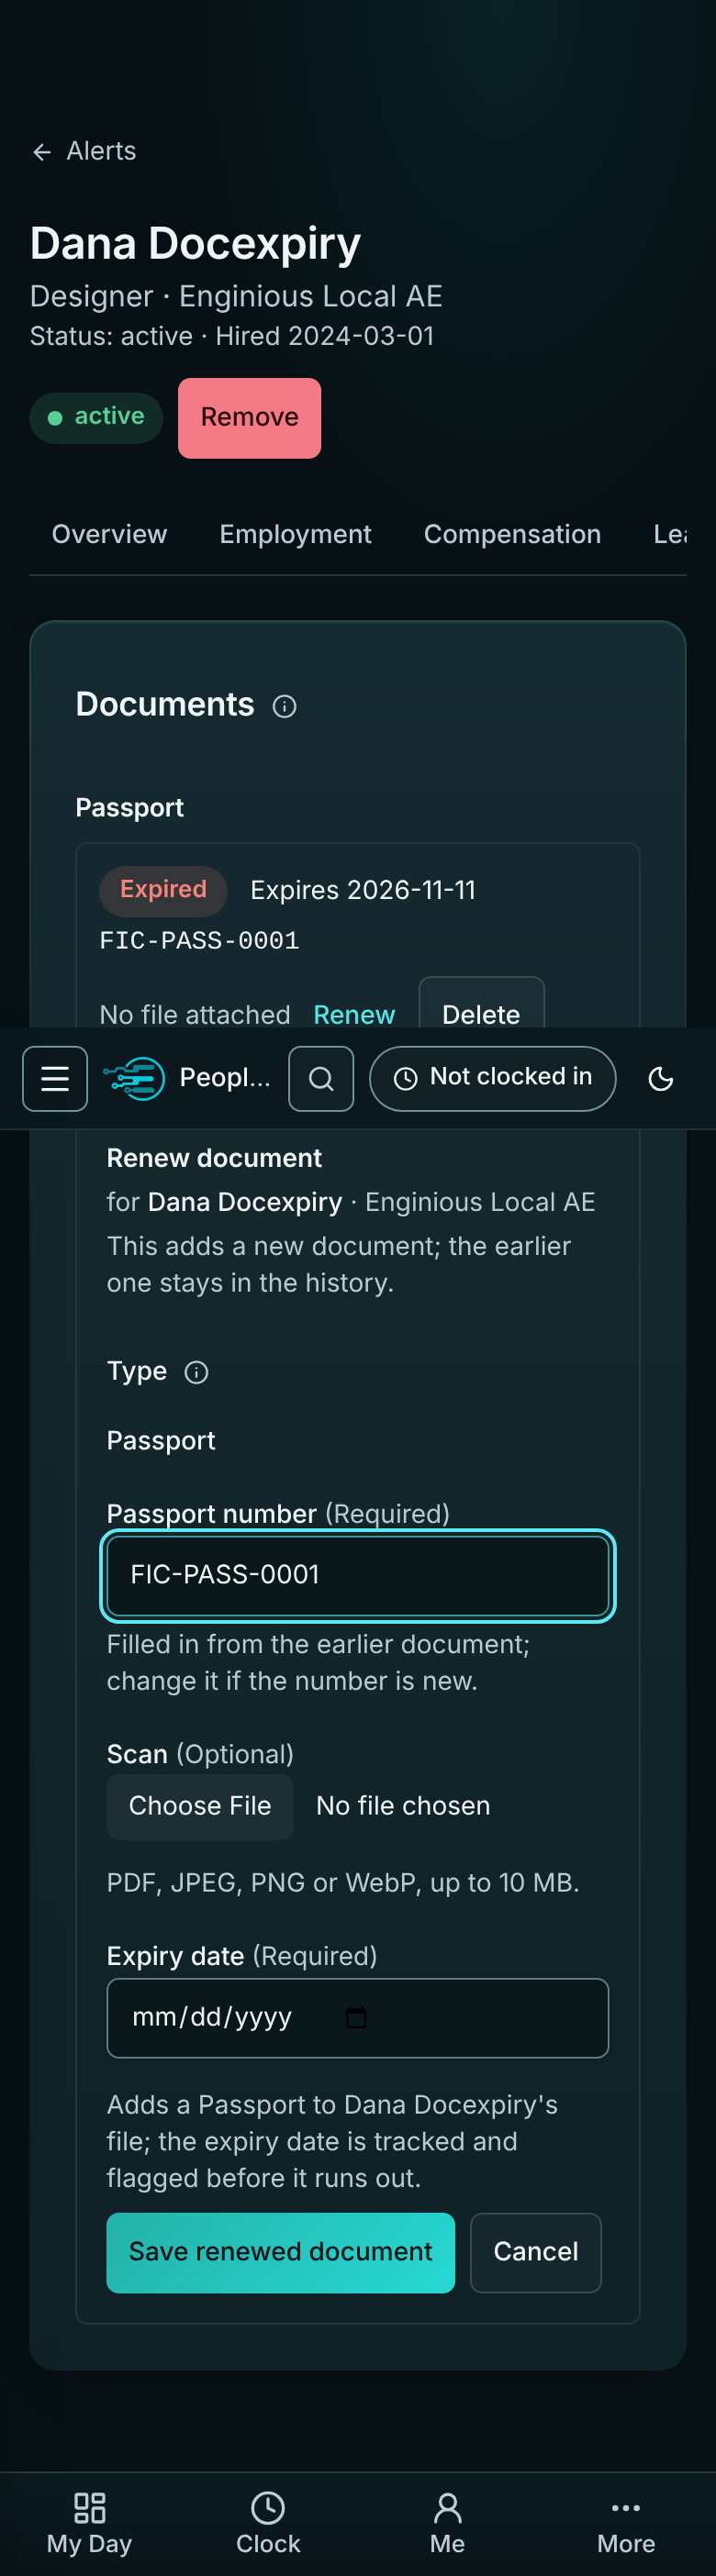 Alerts
Dana Docexpiry
Designer · Enginious Local AE
Status: active · Hired 2024-03-01
active
Remove
Overview
Employment
Compensation
Lea
Documents
Passport
Expired
Expires 2026-11-11
FIC-PASS-0001
No file attached
Renew
Delete
Peopl...
Not clocked in
Renew document
for Dana Docexpiry · Enginious Local AE
This adds a new document; the earlier
one stays in the history.
Type
Passport
Passport number (Required)
FIC-PASS-0001
Filled in from the earlier document;
change it if the number is new.
Scan (Optional)
Choose File
No file chosen
PDF, JPEG, PNG or WebP, up to 10 MB.
Expiry date (Required)
mm/dd/yyyy
Adds a Passport to Dana Docexpiry's
file; the expiry date is tracked and
flagged before it runs out.
Save renewed document
Cancel
My Day
Clock
Me
More